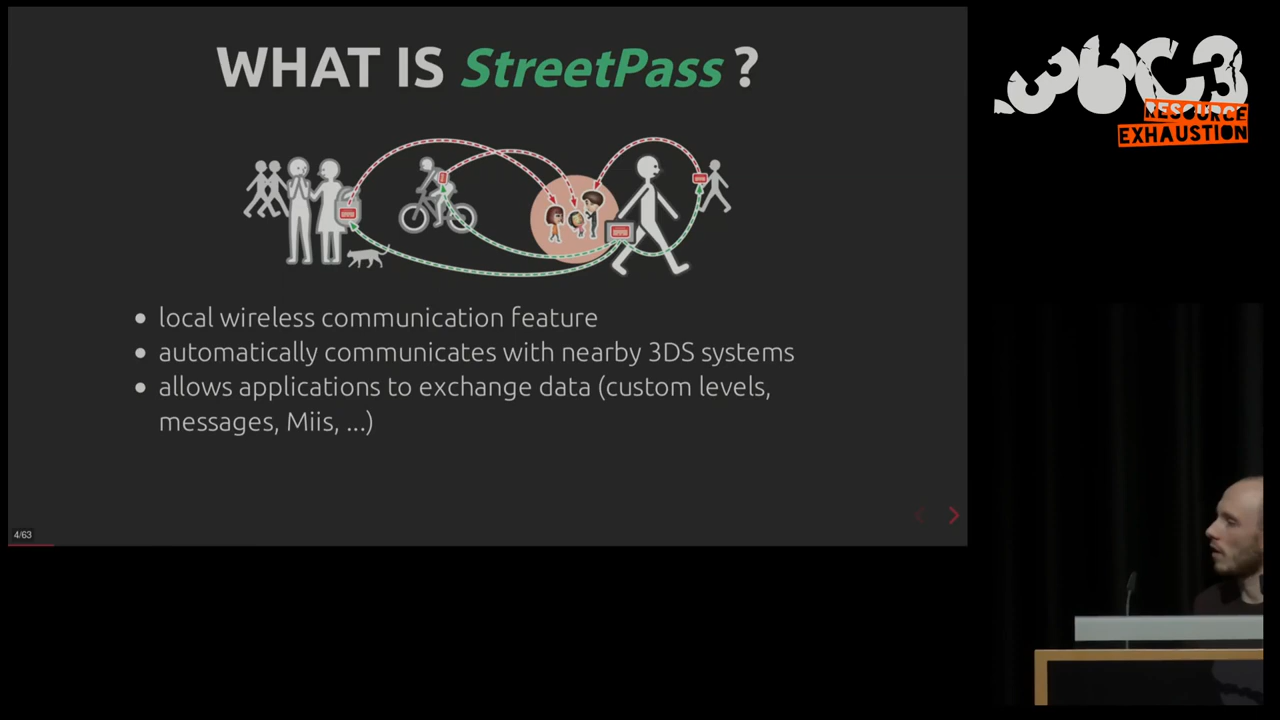 WHAT IS StreetPass ?
● local wireless communication feature
● automatically communicates with nearby 3DS systems
● allows applications to exchange data (custom levels,
messages, Miis, ...)
4/63
36C3
RESOURCE
EXHAUSTION